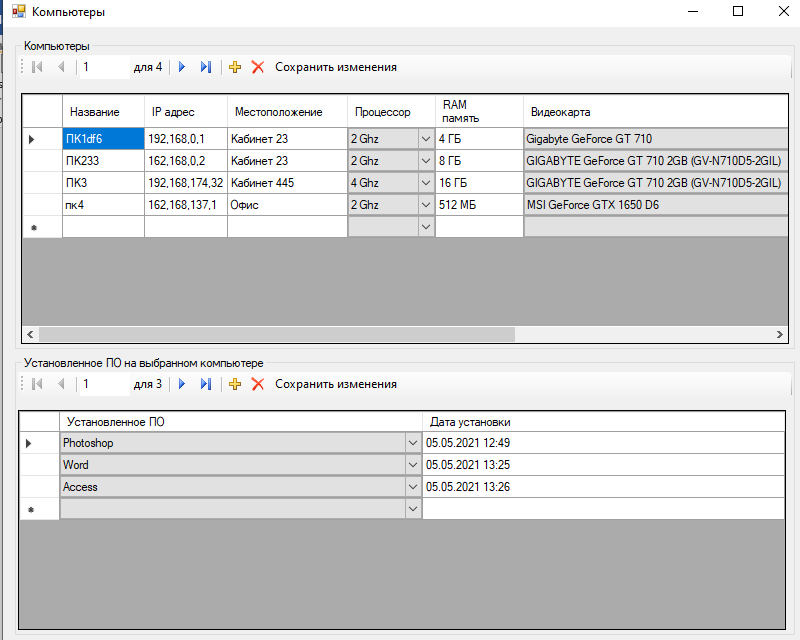 Компьютеры
Компьютеры
1 для 4 Сохранить изменения
Название IP адрес Местоположение Процессор RAM память Видеокарта
ПК1df6 192,168,0,1 Кабинет 23 2 Ghz 4 ГБ Gigabyte GeForce GT 710
ПК233 168,168,0,2 Кабинет 23 2 Ghz 8 ГБ GIGABYTE GeForce GT 710 2GB (GV-N710D5-2GIL)
ПК3 192,168,174,32 Кабинет 445 4 Ghz 16 ГБ GIGABYTE GeForce GT 710 2GB (GV-N710D5-2GIL)
пк4 162,168,137,1 Офис 2 Ghz 512 МБ MSI GeForce GTX 1650 D6
Установленное ПО на выбранном компьютере
1 для 3 Сохранить изменения
Установленное ПО Дата установки
Photoshop 05.05.2021 12:49
Word 05.05.2021 13:25
Access 05.05.2021 13:26